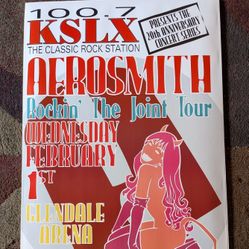 100.7
KSLX
THE CLASSIC ROCK STATION
PRESENTS THE
20th ANNIVERSARY
CONCERT SERIES
AEROSMITH
Rockin' The Joint Tour
WEDNESDAY
FEBRUARY
1ST
GLENDALE
ARENA